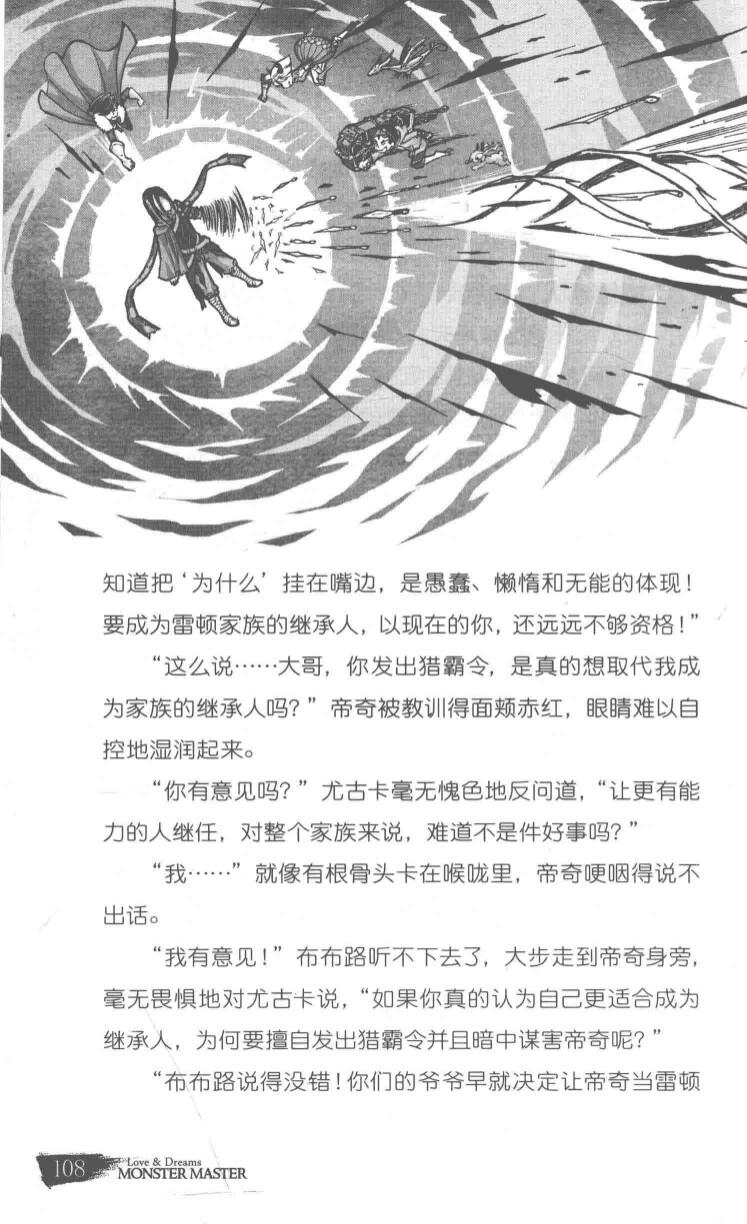 知道把‘为什么’挂在嘴边，是愚蠢、懒惰和无能的体现！
要成为雷顿家族的继承人，以现在的你，还远远不够资格！”
“这么说……大哥，你发出猎霸令，是真的想取代我成
为家族的继承人吗？”帝奇被教训得面颊赤红，眼睛难以自
控地湿润起来。
“你有意见吗？”尤古卡毫无愧色地反问道，“让更有能
力的人继任，对整个家族来说，难道不是件好事吗？”
“我……”就像有根骨头卡在喉咙里，帝奇哽咽得说不
出话。
“我有意见！”布布路听不下去了，大步走到帝奇身旁，
毫无畏惧地对尤古卡说，“如果你真的认为自己更适合成为
继承人，为何要擅自发出猎霸令并且暗中谋害帝奇呢？”
“布布路说得没错！你们的爷爷早就决定让帝奇当雷顿
108
Love & Dreams
MONSTER MASTER